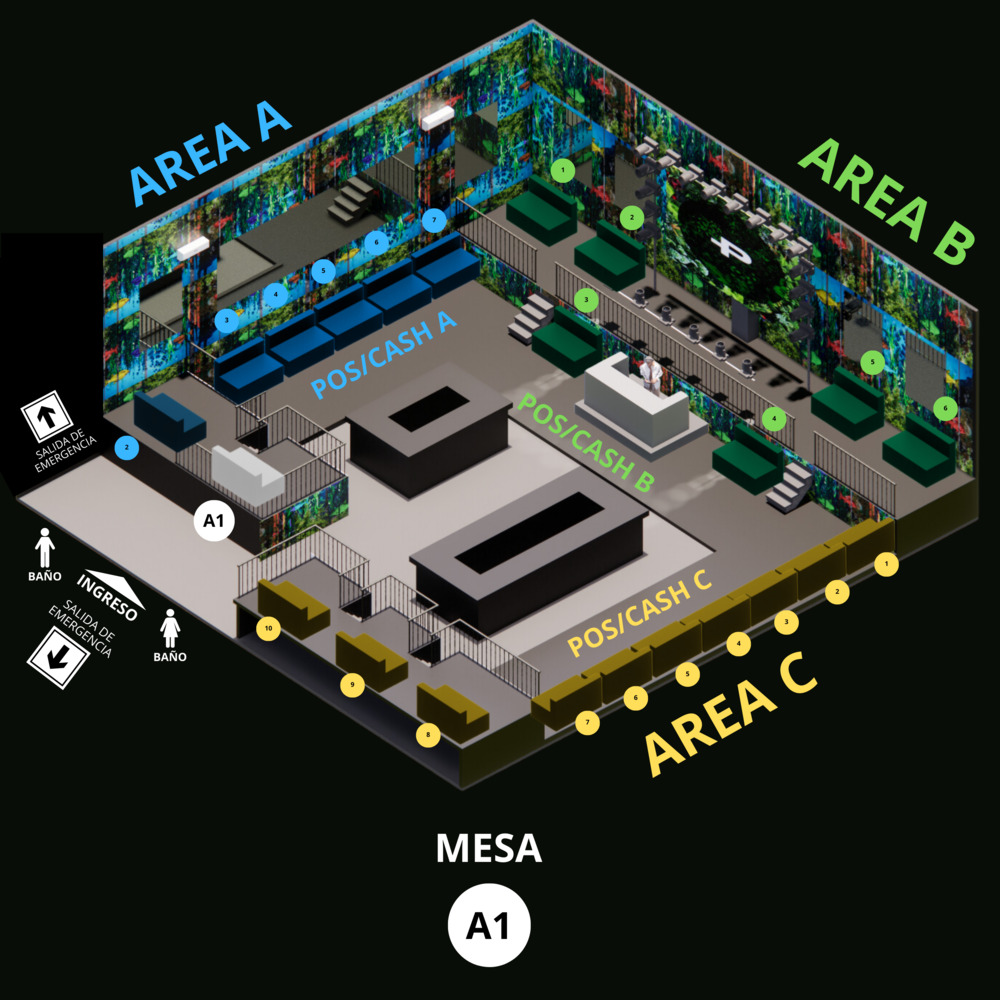 AREA A
AREA B
1
2
7
6
5
4
3
3
POS/CASH A
5
6
POS/CASH B
4
SALIDA DE
EMERGENCIA
2
A1
BAÑO
INGRESO
SALIDA DE
EMERGENCIA
BAÑO
POS/CASH C
1
2
3
4
5
6
7
8
9
10
AREA C
MESA
A1